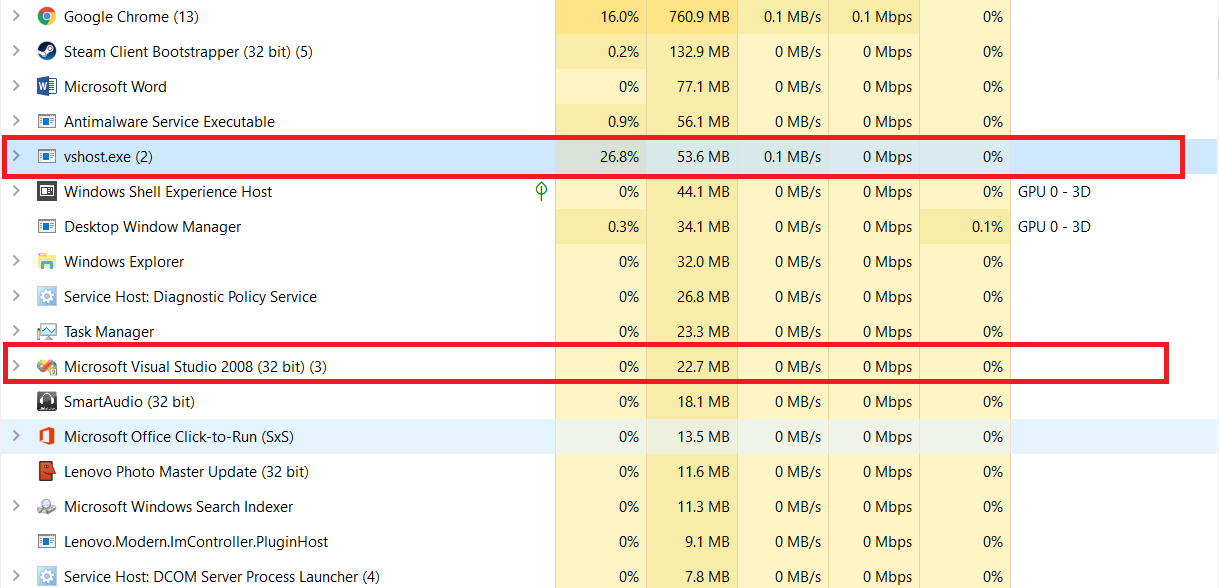 Google Chrome (13) 16.0% 760.9 MB 0.1 MB/s 0.1 Mbps 0%
Steam Client Bootstrapper (32 bit) (5) 0.2% 132.9 MB 0 MB/s 0 Mbps 0%
Microsoft Word 0% 77.1 MB 0 MB/s 0 Mbps 0%
Antimalware Service Executable 0.9% 56.1 MB 0 MB/s 0 Mbps 0%
vshost.exe (2) 26.8% 53.6 MB 0.1 MB/s 0 Mbps 0%
Windows Shell Experience Host 0% 44.1 MB 0 MB/s 0 Mbps 0% GPU 0 - 3D
Desktop Window Manager 0.3% 34.1 MB 0 MB/s 0 Mbps 0.1% GPU 0 - 3D
Windows Explorer 0% 32.0 MB 0 MB/s 0 Mbps 0%
Service Host: Diagnostic Policy Service 0% 26.8 MB 0 MB/s 0 Mbps 0%
Task Manager 0% 23.3 MB 0 MB/s 0 Mbps 0%
Microsoft Visual Studio 2008 (32 bit) (3) 0% 22.7 MB 0 MB/s 0 Mbps 0%
SmartAudio (32 bit) 0% 18.1 MB 0 MB/s 0 Mbps 0%
Microsoft Office Click-to-Run (SxS) 0% 13.5 MB 0 MB/s 0 Mbps 0%
Lenovo Photo Master Update (32 bit) 0% 11.6 MB 0 MB/s 0 Mbps 0%
Microsoft Windows Search Indexer 0% 11.3 MB 0 MB/s 0 Mbps 0%
Lenovo.Modern.ImController.PluginHost 0% 9.1 MB 0 MB/s 0 Mbps 0%
Service Host: DCOM Server Process Launcher (4) 0% 7.8 MB 0 MB/s 0 Mbps 0%